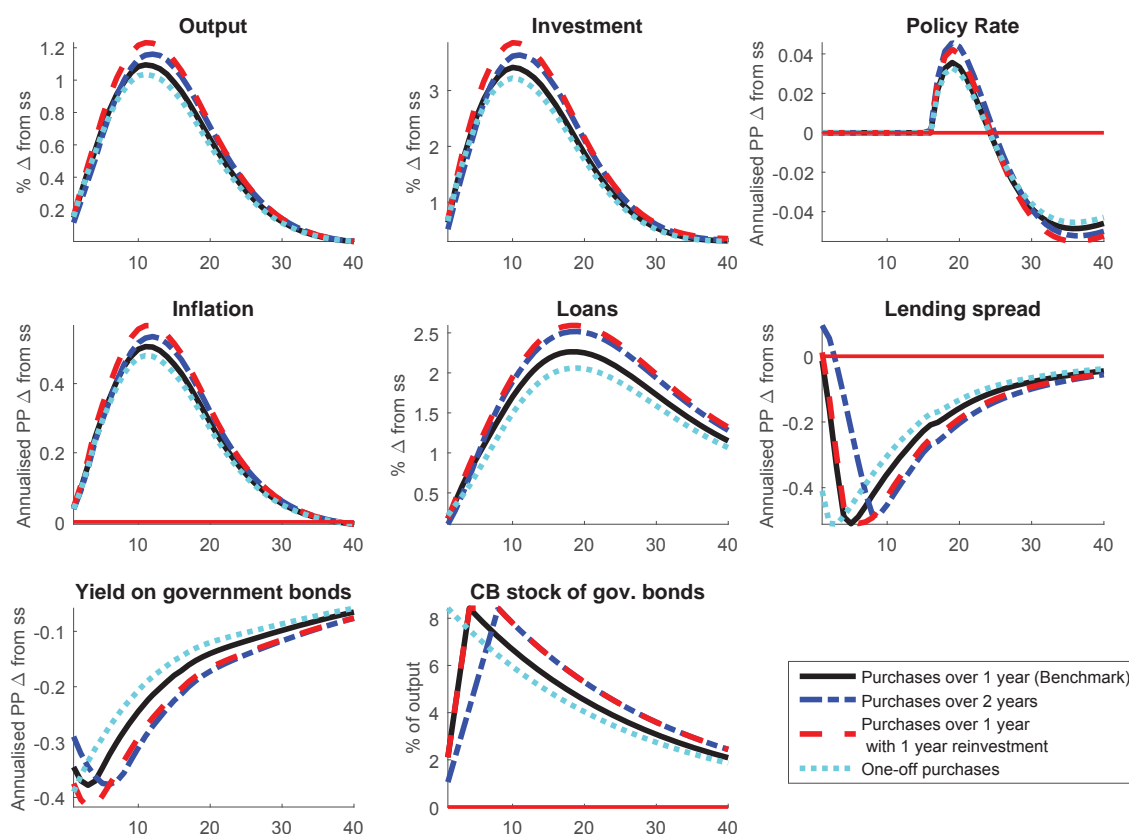 Output
Investment
Policy Rate
% Δ from ss
1.2
1
0.8
0.6
0.4
0.2
10 20 30 40
% Δ from ss
3
2
1
10 20 30 40
Annualised PP Δ from ss
0.04
0.02
0
-0.02
-0.04
10 20 30 40
Inflation
Loans
Lending spread
Annualised PP Δ from ss
0.4
0.2
0
10 20 30 40
% Δ from ss
2.5
2
1.5
1
0.5
10 20 30 40
Annualised PP Δ from ss
0
-0.2
-0.4
10 20 30 40
Yield on government bonds
CB stock of gov. bonds
Annualised PP Δ from ss
-0.1
-0.2
-0.3
-0.4
10 20 30 40
% of output
8
6
4
2
0
10 20 30 40
Purchases over 1 year (Benchmark)
Purchases over 2 years
Purchases over 1 year
with 1 year reinvestment
One-off purchases